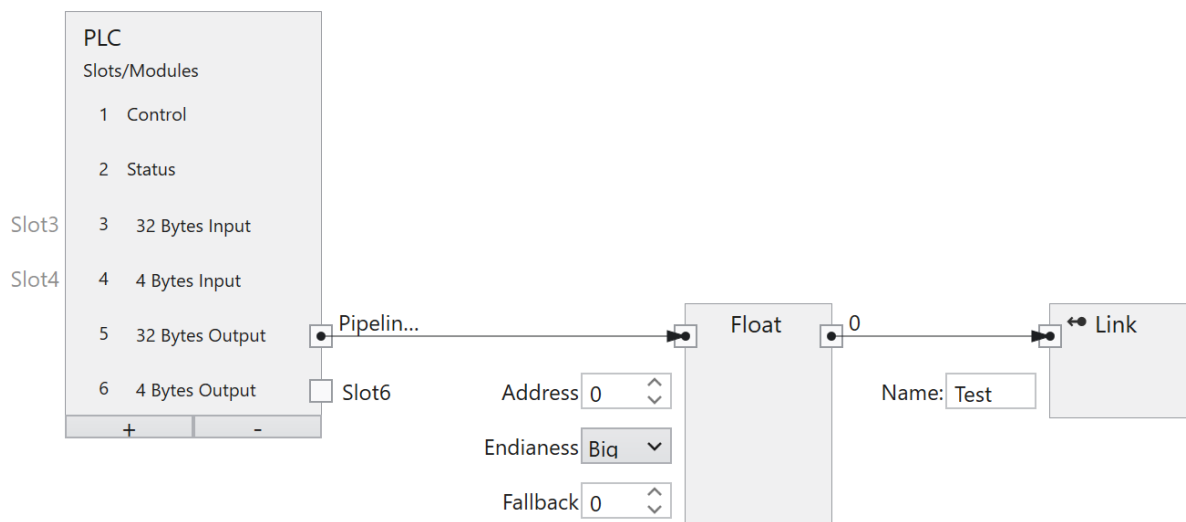 PLC
Slots/Modules
1 Control
2 Status
Slot3 3 32 Bytes Input
Slot4 4 4 Bytes Input
5 32 Bytes Output Pipelin...
6 4 Bytes Output Slot6
+ -
Float
0
Link
Address 0
Endianess Big
Fallback 0
Name: Test